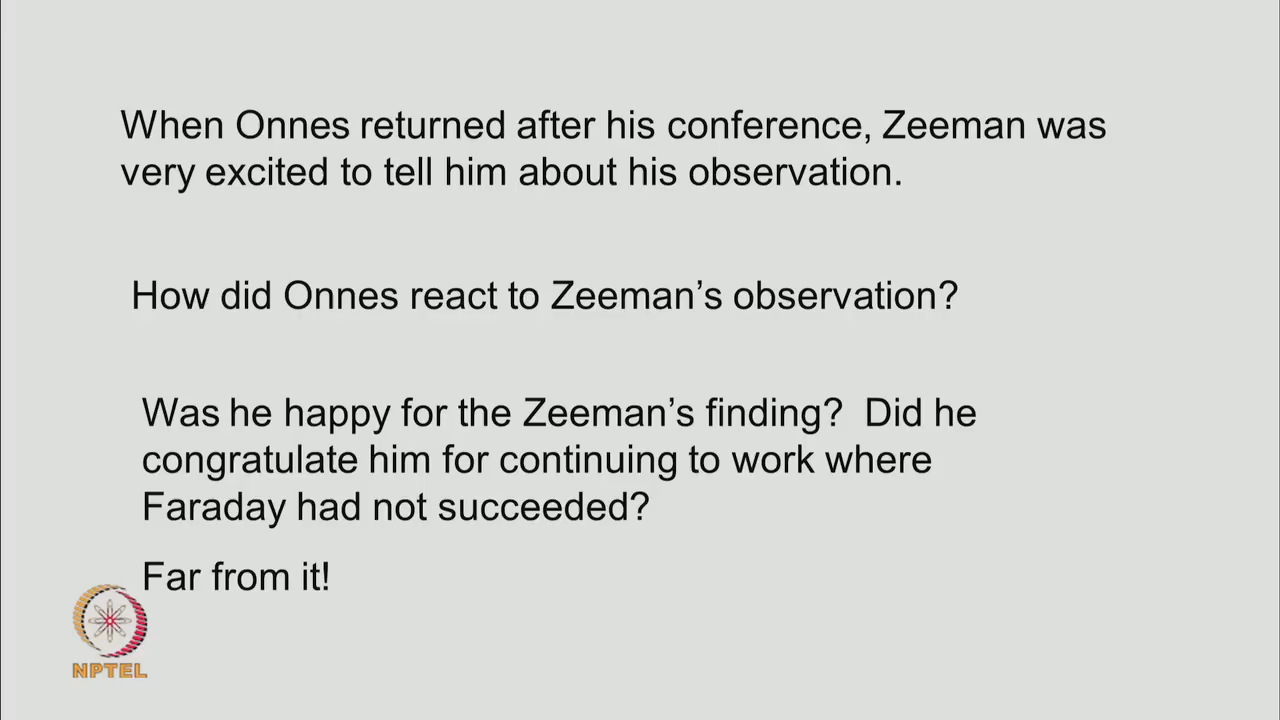 When Onnes returned after his conference, Zeeman was
very excited to tell him about his observation.
How did Onnes react to Zeeman’s observation?
Was he happy for the Zeeman’s finding?  Did he
congratulate him for continuing to work where
Faraday had not succeeded?
Far from it!
NPTEL